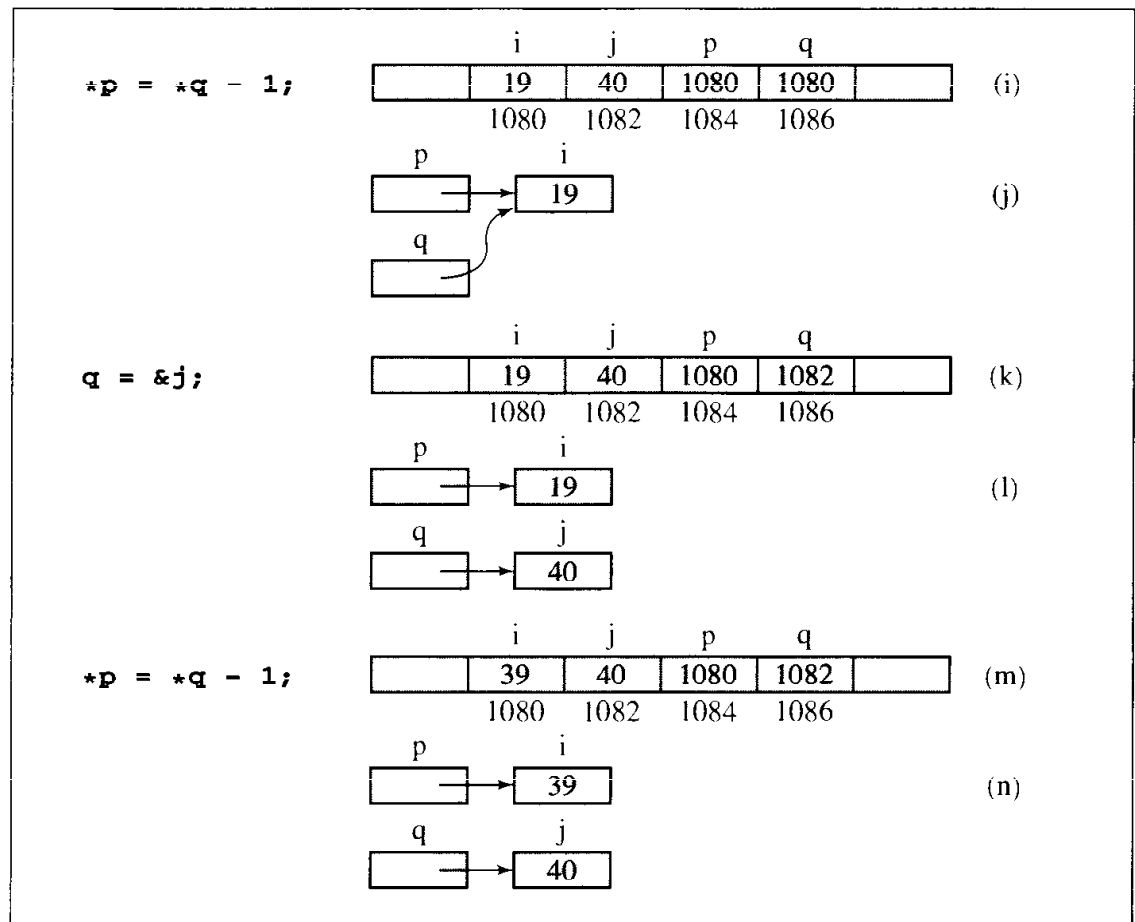 i j p q
*p = *q - 1; 19 40 1080 1080 (i)
1080 1082 1084 1086
p i
19 (j)
q
i j p q
q = &j; 19 40 1080 1082 (k)
1080 1082 1084 1086
p i
19 (l)
q j
40
i j p q
*p = *q - 1; 39 40 1080 1082 (m)
1080 1082 1084 1086
p i
39 (n)
q j
40